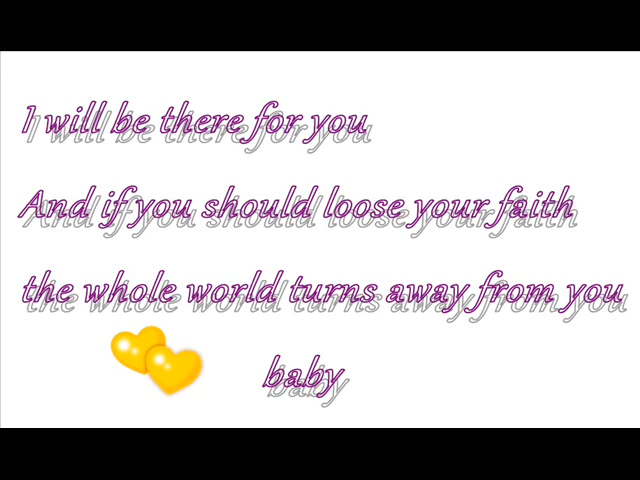 I will be there for you
And if you should loose your faith
the whole world turns away from you
baby